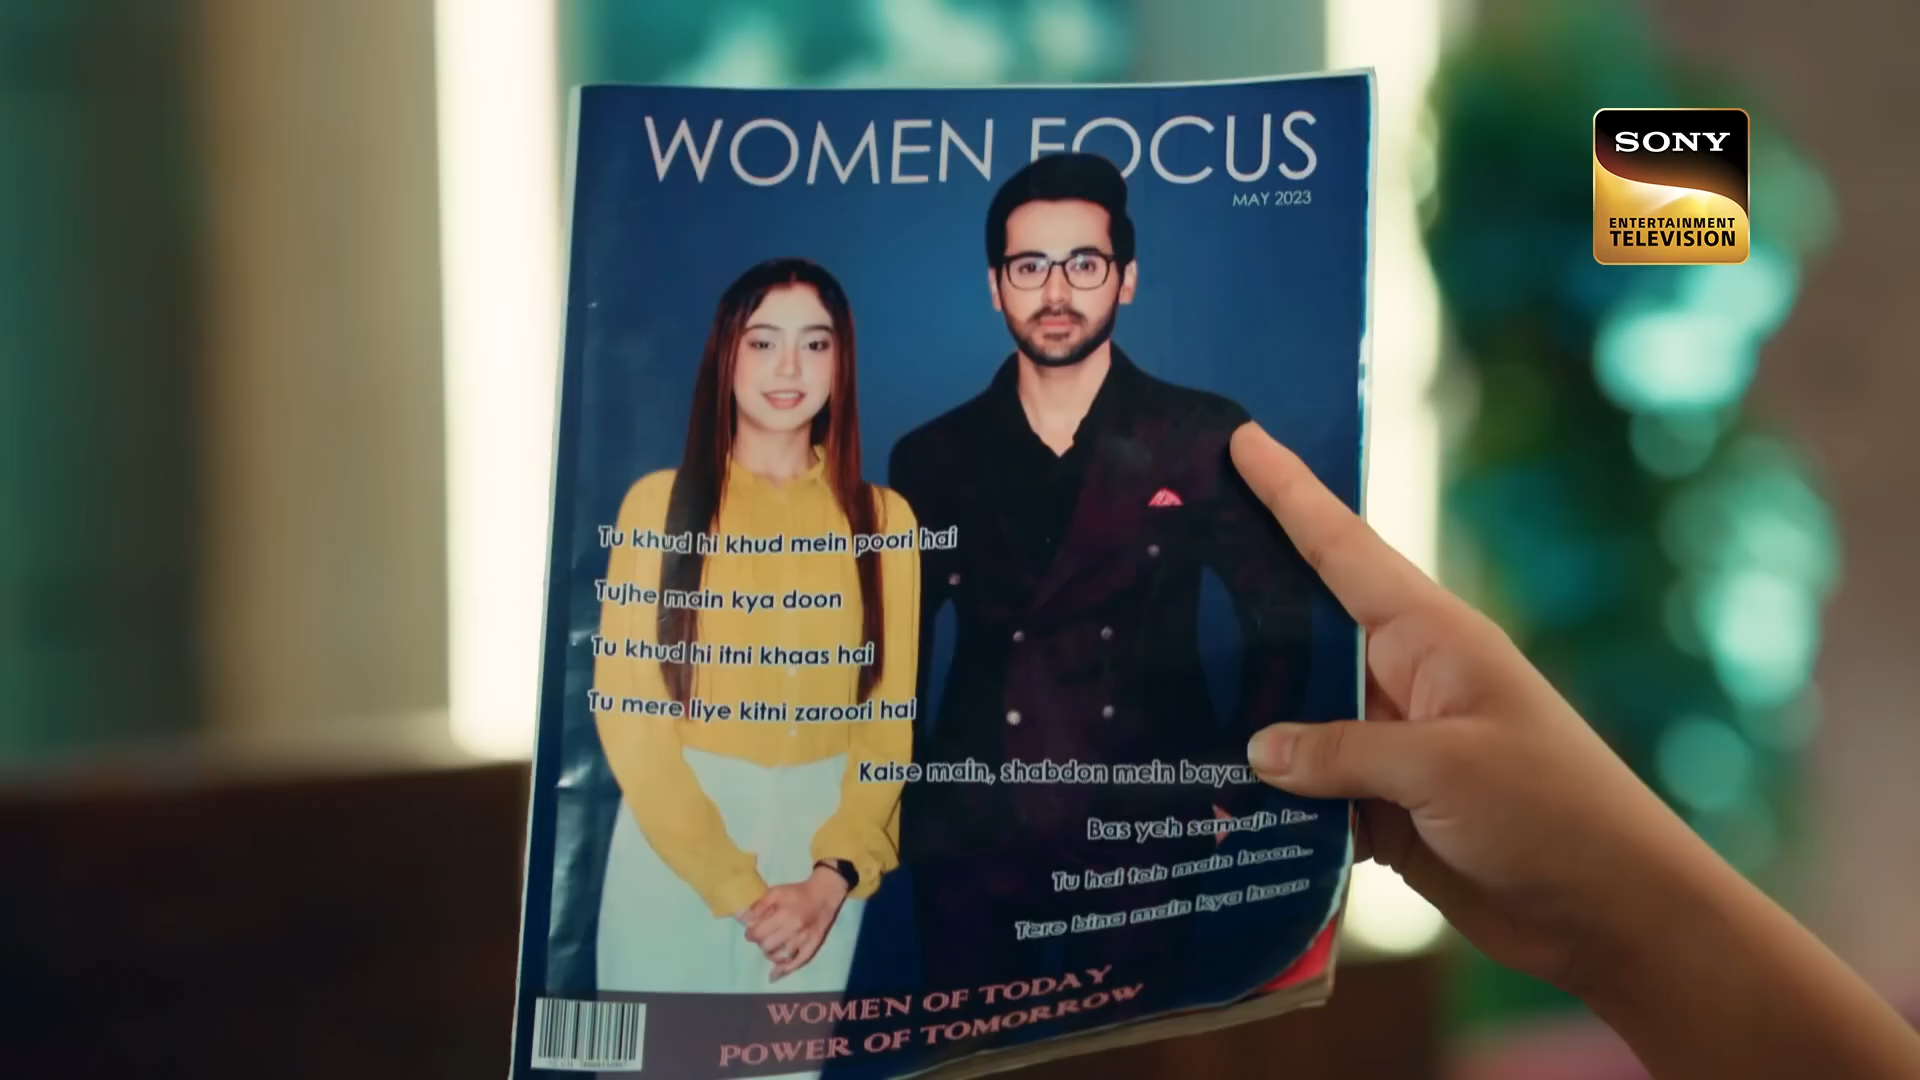 WOMEN FOCUS
MAY 2023
SONY
ENTERTAINMENT
TELEVISION
Tu khud hi khud mein poori hai
Tujhe main kya doon
Tu khud hi itni khaas hai
Tu mere liye kitni zaroori hai
Kaise main, shabdon mein
Bas yeh samajh le...
Tu hai toh main hoon...
Tere bina main kya hoon
WOMEN OF TODAY
POWER OF TOMORROW